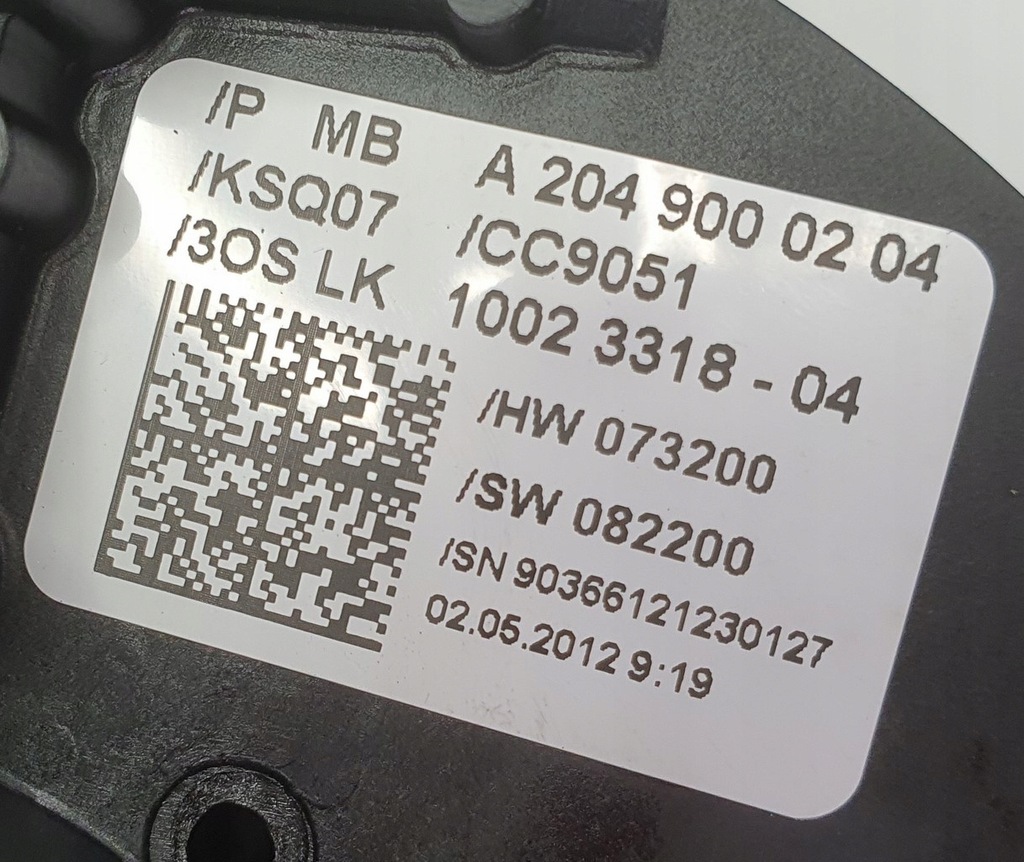 /P MB A 204 900 02 04
/KSQ07 /CC9051
/3OS LK 1002 3318 - 04
/HW 073200
/SW 082200
/SN 90366121230127
02.05.2012 9:19